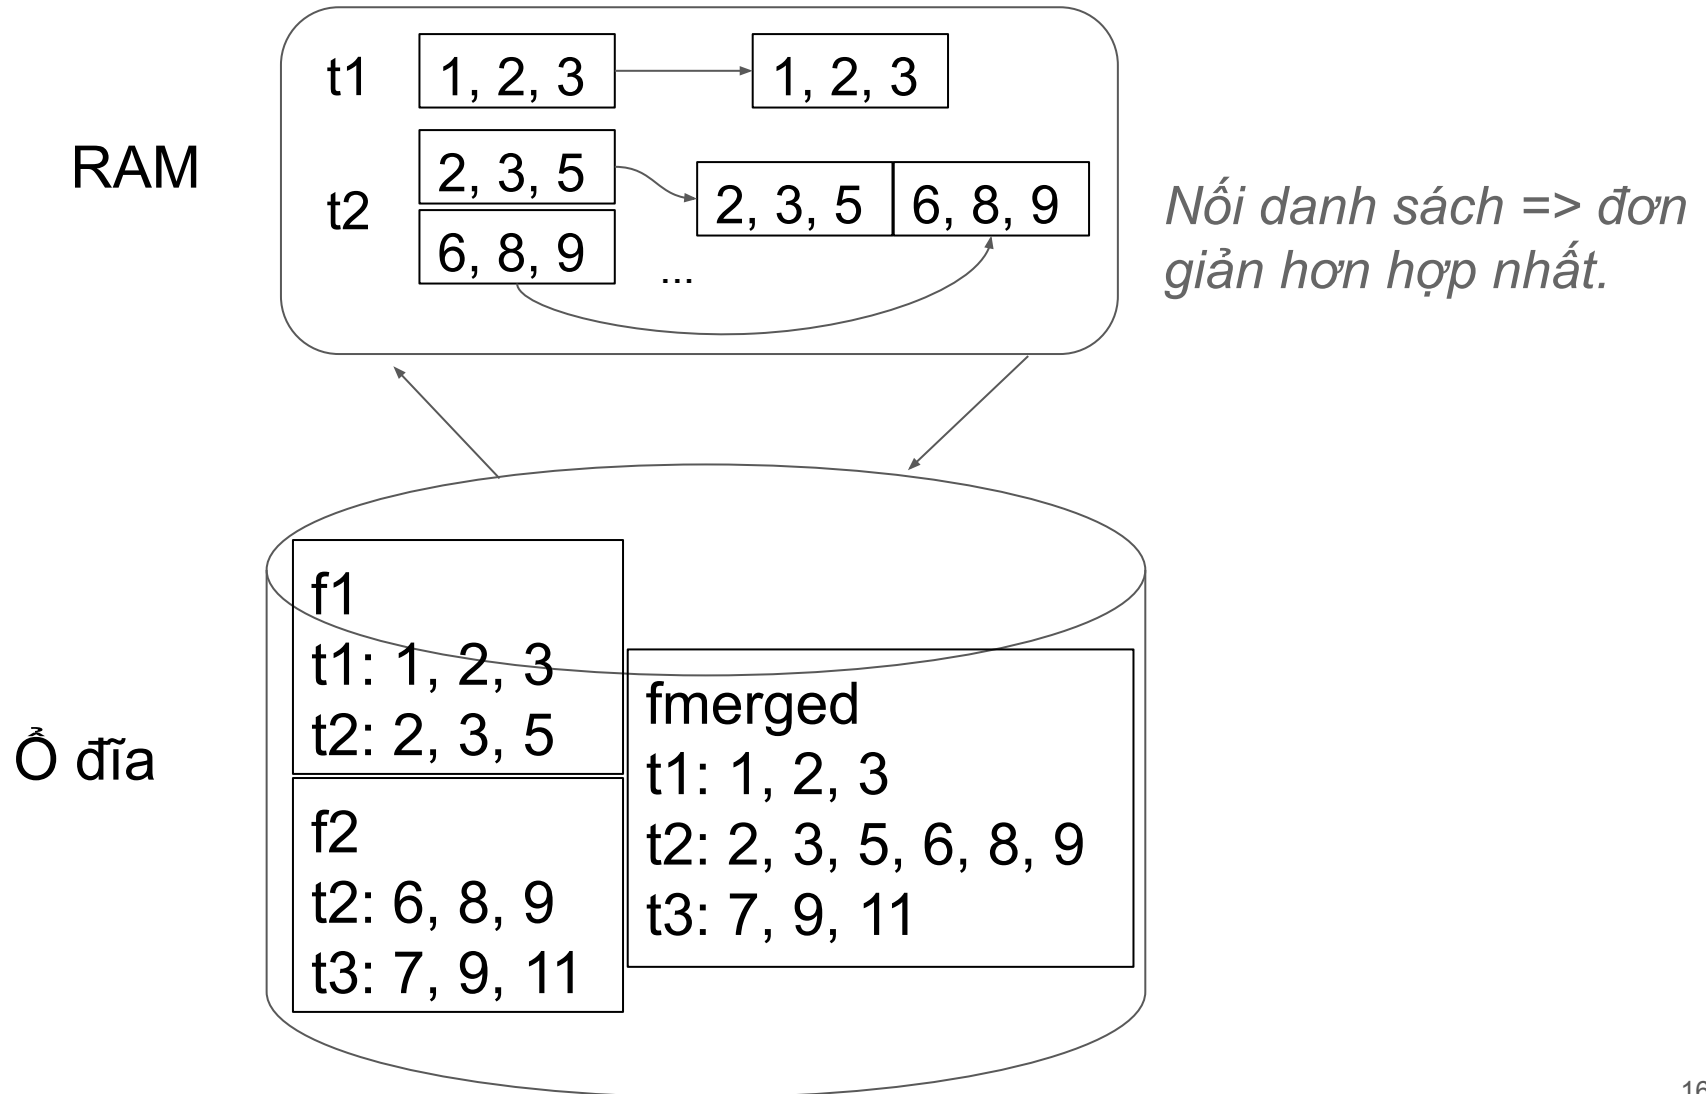 t1
1, 2, 3
1, 2, 3
RAM
t2
2, 3, 5
6, 8, 9
2, 3, 5
6, 8, 9
...
Nối danh sách => đơn
giản hơn hợp nhất.
Ổ đĩa
f1
t1: 1, 2, 3
t2: 2, 3, 5
f2
t2: 6, 8, 9
t3: 7, 9, 11
fmerged
t1: 1, 2, 3
t2: 2, 3, 5, 6, 8, 9
t3: 7, 9, 11
16